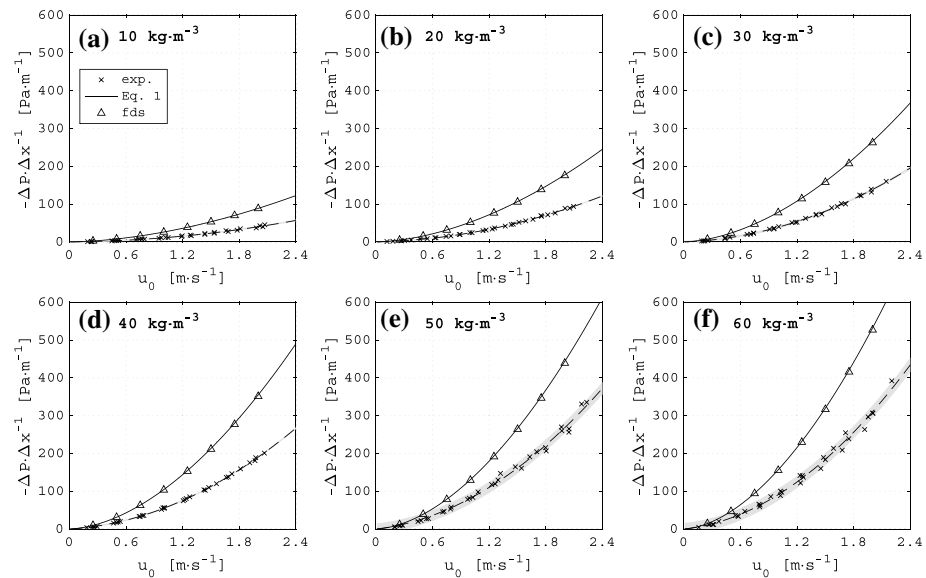 (a) 10 kg·m⁻³
600
500
400
300
200
100
0
-Δp·Δx⁻¹ [Pa·m⁻¹]
exp.
Eq. 1
fds
0 0.6 1.2 1.8 2.4
u₀ [m·s⁻¹]
(b) 20 kg·m⁻³
600
500
400
300
200
100
0
-Δp·Δx⁻¹ [Pa·m⁻¹]
0 0.6 1.2 1.8 2.4
u₀ [m·s⁻¹]
(c) 30 kg·m⁻³
600
500
400
300
200
100
0
-Δp·Δx⁻¹ [Pa·m⁻¹]
0 0.6 1.2 1.8 2.4
u₀ [m·s⁻¹]
(d) 40 kg·m⁻³
600
500
400
300
200
100
0
-Δp·Δx⁻¹ [Pa·m⁻¹]
0 0.6 1.2 1.8 2.4
u₀ [m·s⁻¹]
(e) 50 kg·m⁻³
600
500
400
300
200
100
0
-Δp·Δx⁻¹ [Pa·m⁻¹]
0 0.6 1.2 1.8 2.4
u₀ [m·s⁻¹]
(f) 60 kg·m⁻³
600
500
400
300
200
100
0
-Δp·Δx⁻¹ [Pa·m⁻¹]
0 0.6 1.2 1.8 2.4
u₀ [m·s⁻¹]